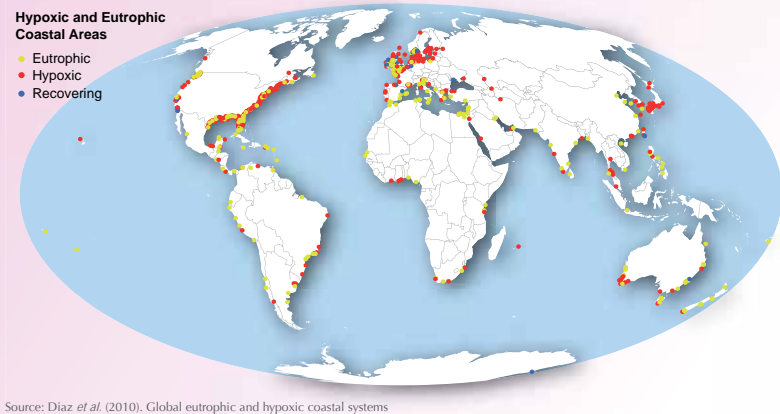 Hypoxic and Eutrophic
Coastal Areas
Eutrophic
Hypoxic
Recovering
Source: Diaz et al. (2010). Global eutrophic and hypoxic coastal systems